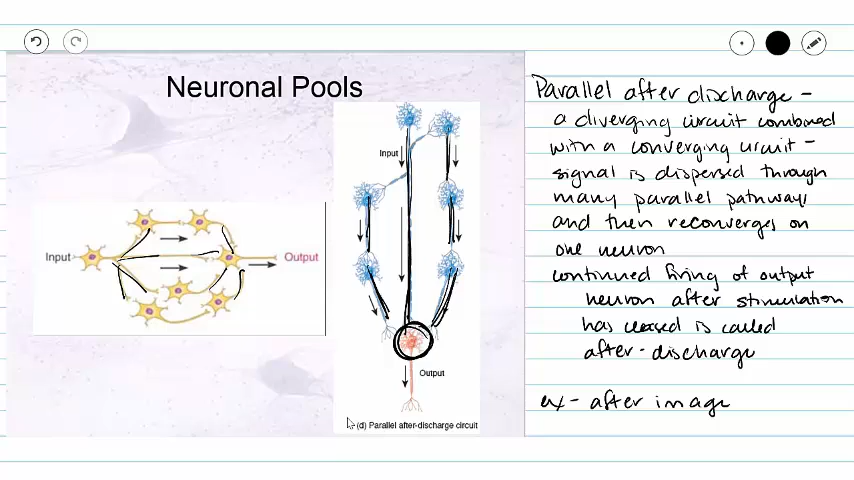 Neuronal Pools
Input
Output
Input
Output
(d) Parallel after-discharge circuit
Parallel after discharge -
a diverging circuit combined
with a converging circuit -
signal is dispersed through
many parallel pathways
and then reconverges on
one neuron
continued firing of output
neuron after stimulation
has ceased is called
after-discharge
ex- after image